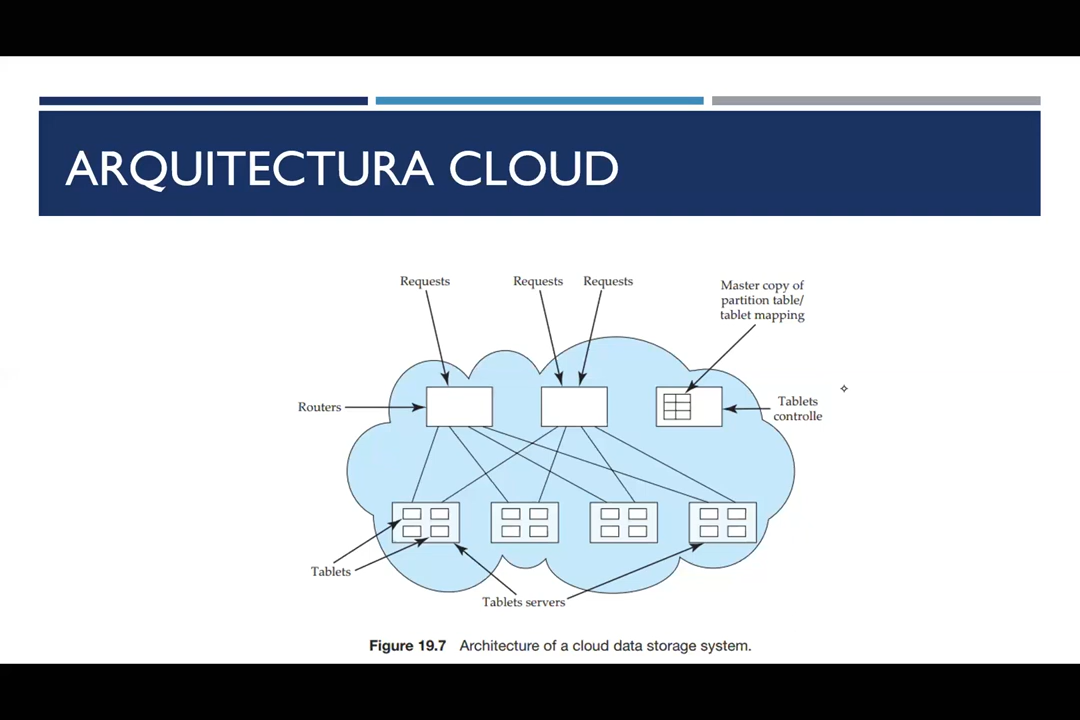 ARQUITECTURA CLOUD
Requests
Requests
Requests
Master copy of
partition table/
tablet mapping
Routers
Tablets
controlle
Tablets
Tablets servers
Figure 19.7 Architecture of a cloud data storage system.